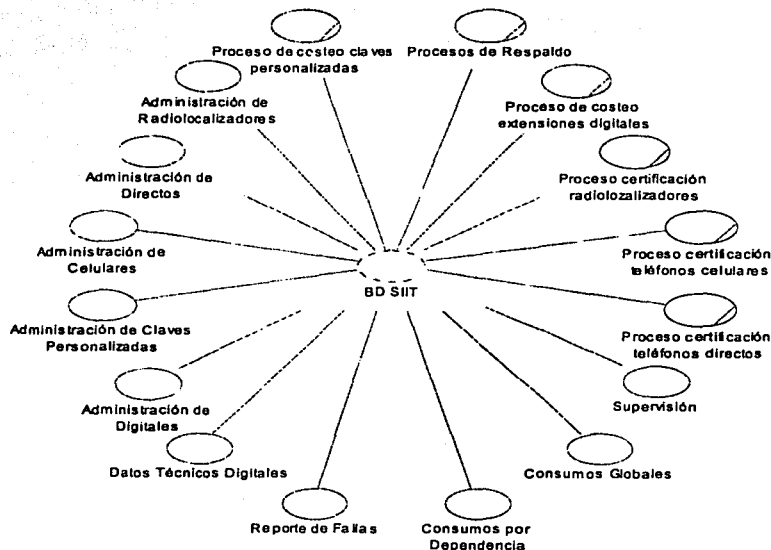 Proceso de costeo claves
personalizadas
Procesos de Respaldo
Administración de
Radiolocalizadores
Proceso de costeo
extensiones digitales
Administración de
Directos
Proceso certificación
radiolozalizadores
Administración de
Celulares
Proceso certificación
teléfonos celulares
BD SIIT
Administración de Claves
Personalizadas
Proceso certificación
teléfonos directos
Administración de
Digitales
Supervisión
Datos Técnicos Digitales
Consumos Globales
Reporte de Fallas
Consumos por
Dependencia